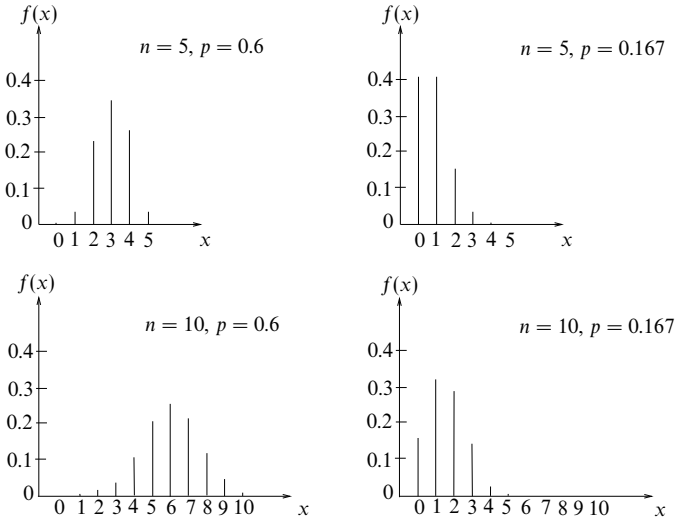 f(x)
n = 5, p = 0.6
0.4
0.3
0.2
0.1
0
0 1 2 3 4 5 x
f(x)
n = 5, p = 0.167
0.4
0.3
0.2
0.1
0
0 1 2 3 4 5 x
f(x)
n = 10, p = 0.6
0.4
0.3
0.2
0.1
0
0 1 2 3 4 5 6 7 8 9 10 x
f(x)
n = 10, p = 0.167
0.4
0.3
0.2
0.1
0
0 1 2 3 4 5 6 7 8 9 10 x